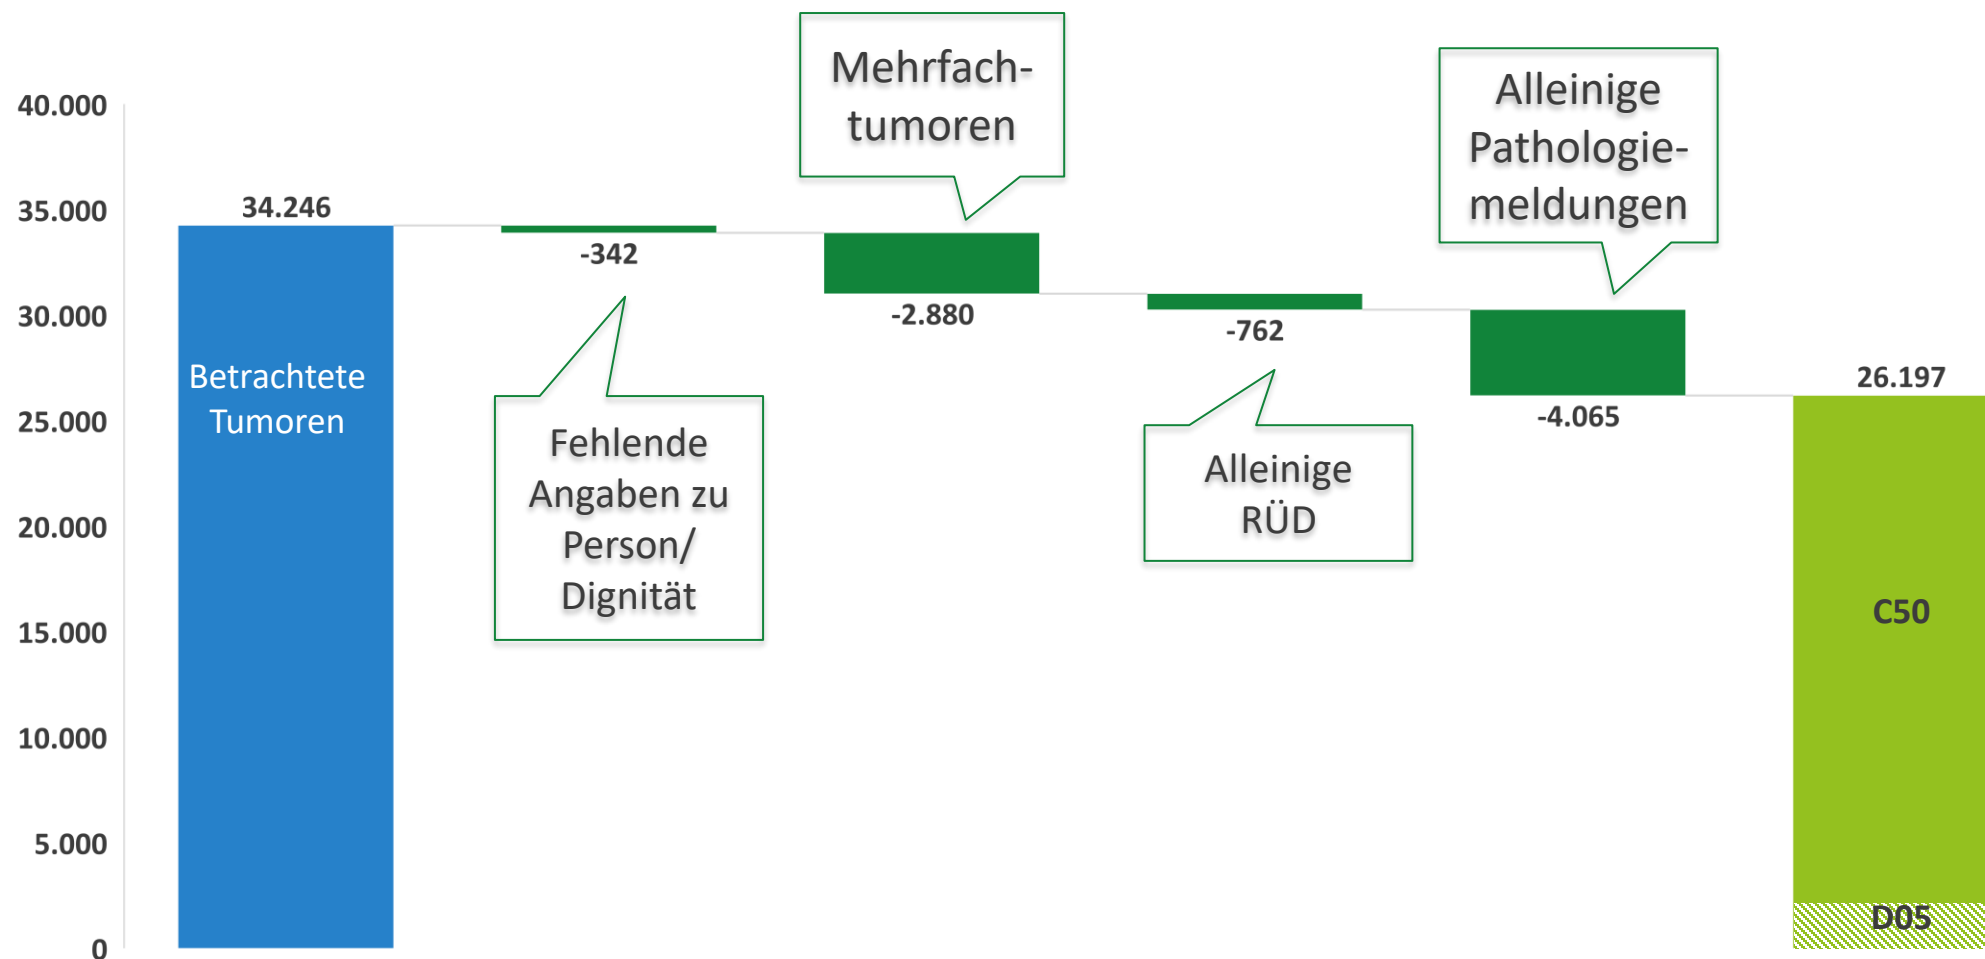 Mehrfach-
tumoren
Alleinige
Pathologie-
meldungen
40.000
35.000
30.000
25.000
20.000
15.000
10.000
5.000
0
34.246
-342
-2.880
-762
-4.065
26.197
Betrachtete
Tumoren
Fehlende
Angaben zu
Person/
Dignität
Alleinige
RÜD
C50
D05